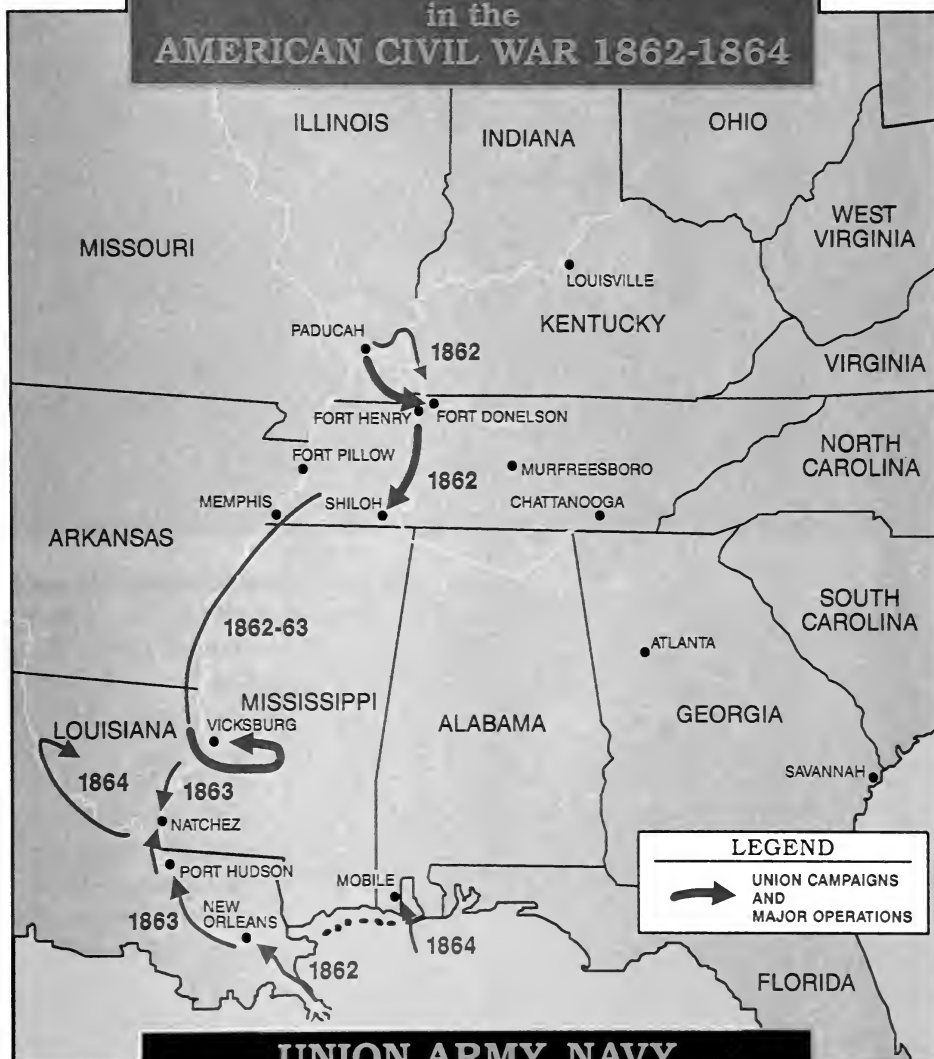 in the
AMERICAN CIVIL WAR 1862-1864
ILLINOIS
INDIANA
OHIO
MISSOURI
WEST
VIRGINIA
LOUISVILLE
PADUCAH
KENTUCKY
1862
VIRGINIA
FORT HENRY
FORT DONELSON
FORT PILLOW
1862
MURFREESBORO
NORTH
CAROLINA
MEMPHIS
SHILOH
CHATTANOOGA
ARKANSAS
SOUTH
CAROLINA
1862-63
ATLANTA
MISSISSIPPI
LOUISIANA
VICKSBURG
ALABAMA
GEORGIA
1864
1863
SAVANNAH
NATCHEZ
PORT HUDSON
MOBILE
LEGEND
UNION CAMPAIGNS
AND
MAJOR OPERATIONS
1863
NEW
ORLEANS
1864
1862
FLORIDA
UNION ARMY, NAVY